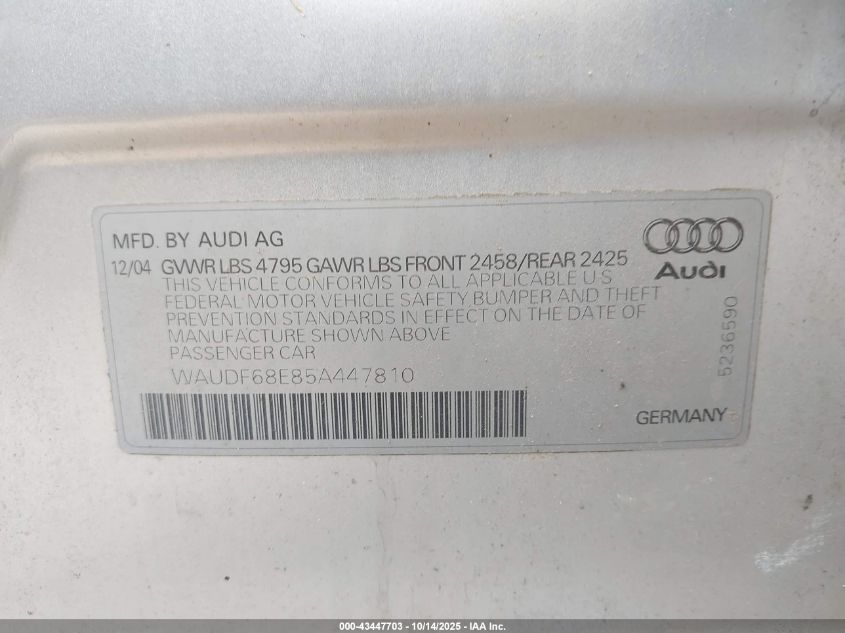 MFD. BY AUDI AG
12/04 GVWR LBS 4795 GAWR LBS FRONT 2458/REAR 2425
THIS VEHICLE CONFORMS TO ALL APPLICABLE U S
FEDERAL MOTOR VEHICLE SAFETY BUMPER AND THEFT
PREVENTION STANDARDS IN EFFECT ON THE DATE OF
MANUFACTURE SHOWN ABOVE
PASSENGER CAR
WAUDF68E85A447810
Audi
5236590
GERMANY
000-43447703 - 10/14/2025 - IAA Inc.